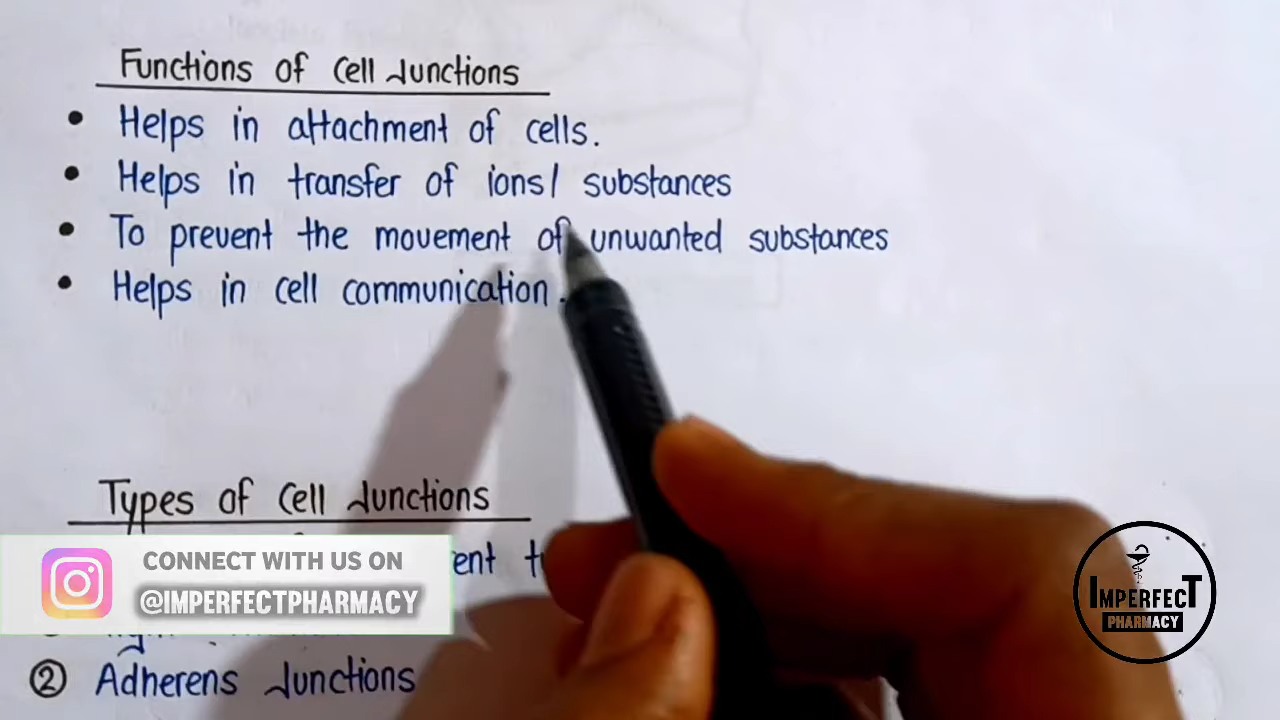 Functions of Cell Junctions
• Helps in attachment of cells.
• Helps in transfer of ions/ substances
• To prevent the movement of unwanted substances
• Helps in cell communication.
Types of Cell Junctions
CONNECT WITH US ON
@IMPERFECTPHARMACY
② Adherens Junctions
IMPERFECT
PHARMACY